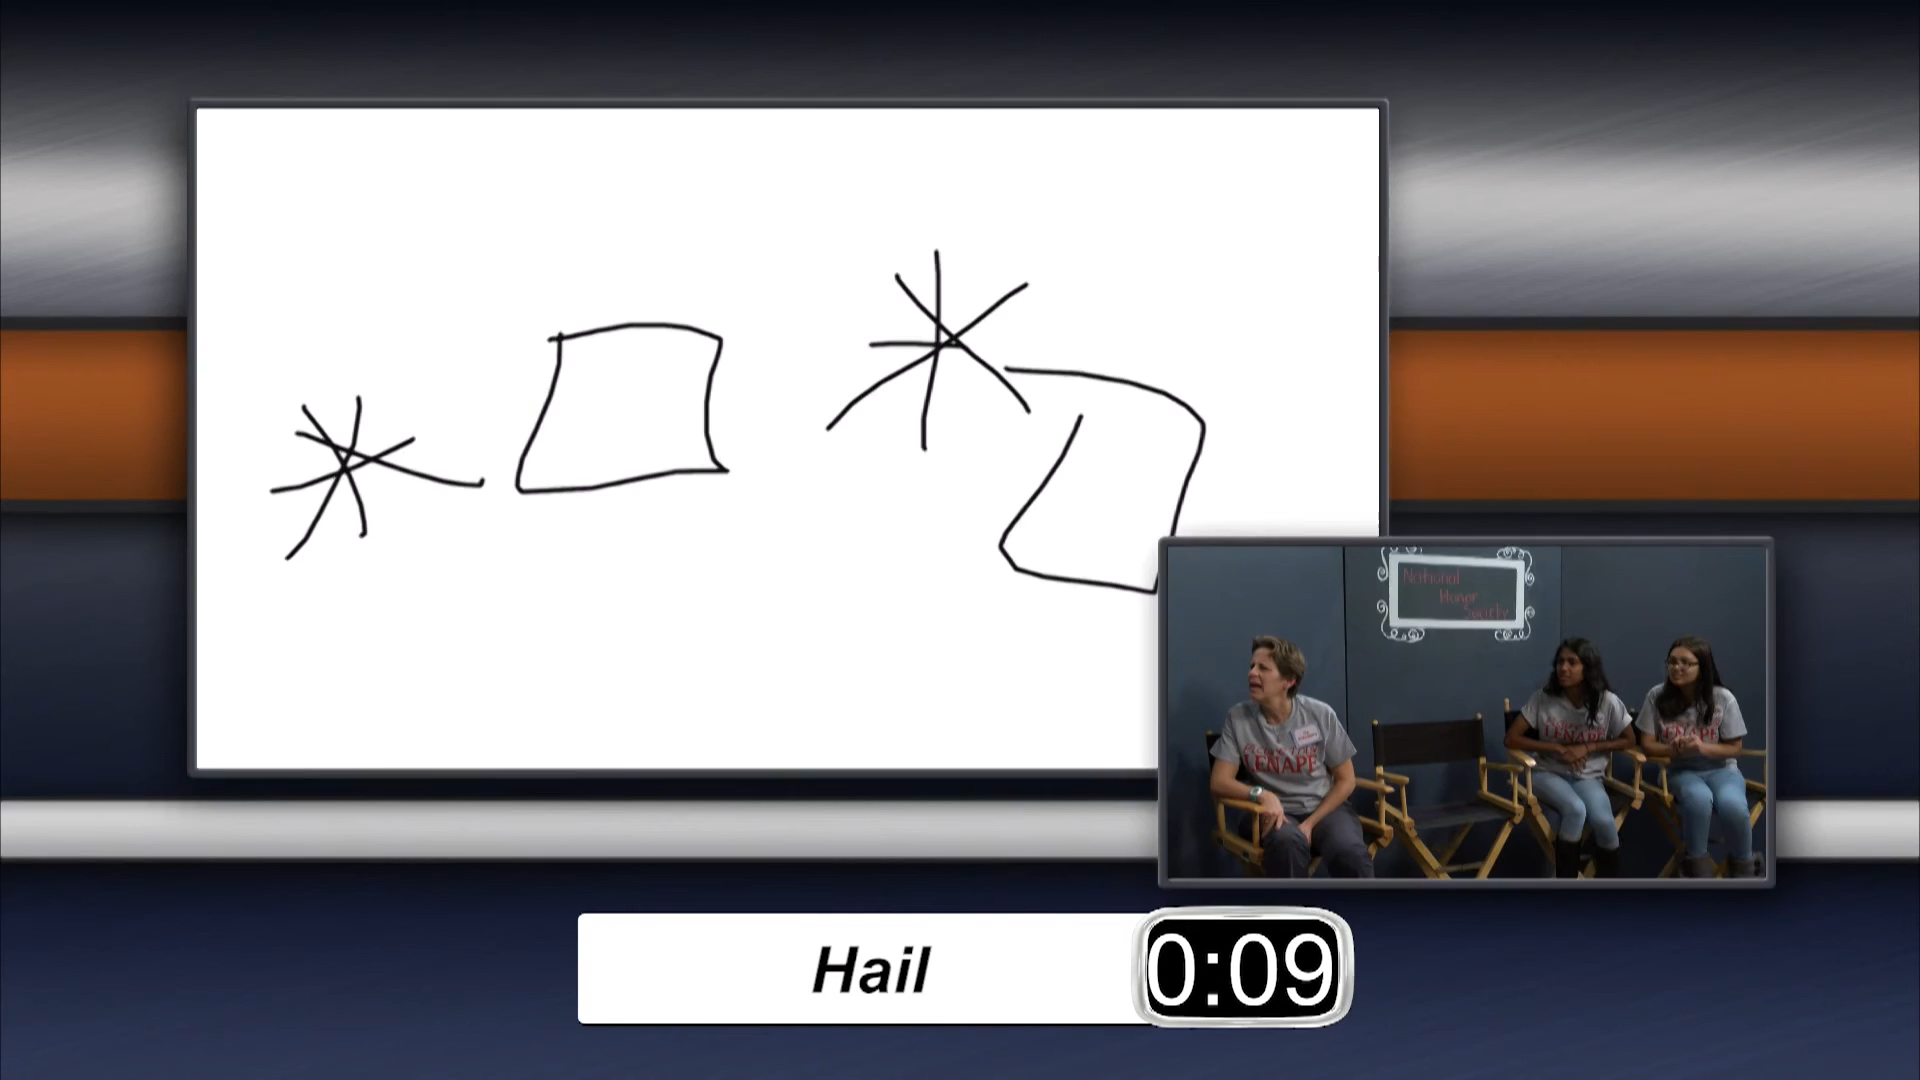 National
Honor
Society
LENAPE
LENAPE
LENAPE
Hail
0:09